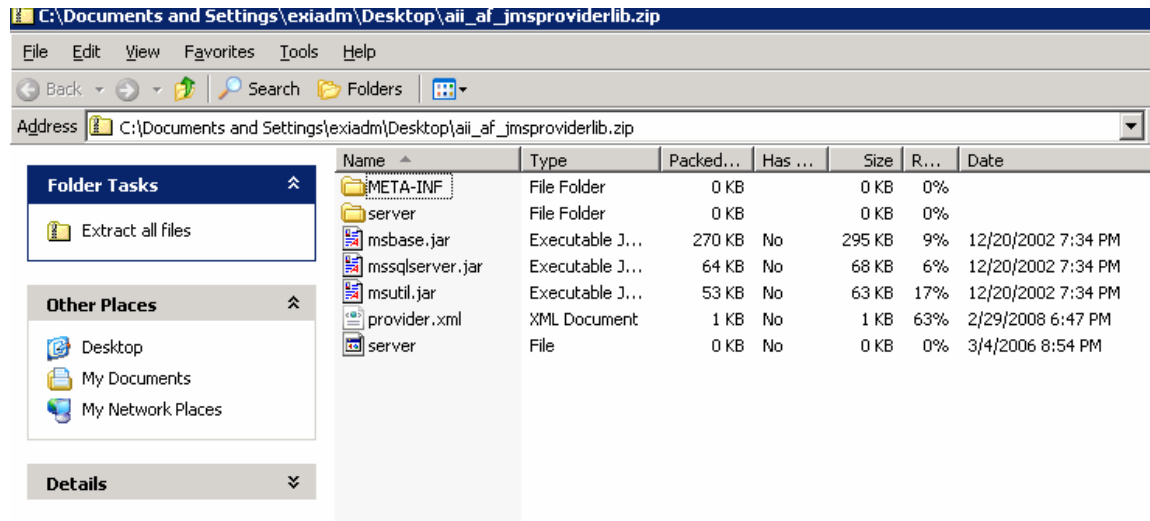 C:\Documents and Settings\exiadm\Desktop\aii_af_jmsproviderlib.zip
File Edit View Favorites Tools Help
Back Search Folders
Address C:\Documents and Settings\exiadm\Desktop\aii_af_jmsproviderlib.zip
Folder Tasks
Extract all files
Other Places
Desktop
My Documents
My Network Places
Details
Name Type Packed... Has ... Size R... Date
META-INF File Folder 0 KB 0 KB 0%
server File Folder 0 KB 0 KB 0%
msbase.jar Executable J... 270 KB No 295 KB 9% 12/20/2002 7:34 PM
mssqlserver.jar Executable J... 64 KB No 68 KB 6% 12/20/2002 7:34 PM
msutil.jar Executable J... 53 KB No 63 KB 17% 12/20/2002 7:34 PM
provider.xml XML Document 1 KB No 1 KB 63% 2/29/2008 6:47 PM
server File 0 KB No 0 KB 0% 3/4/2006 8:54 PM